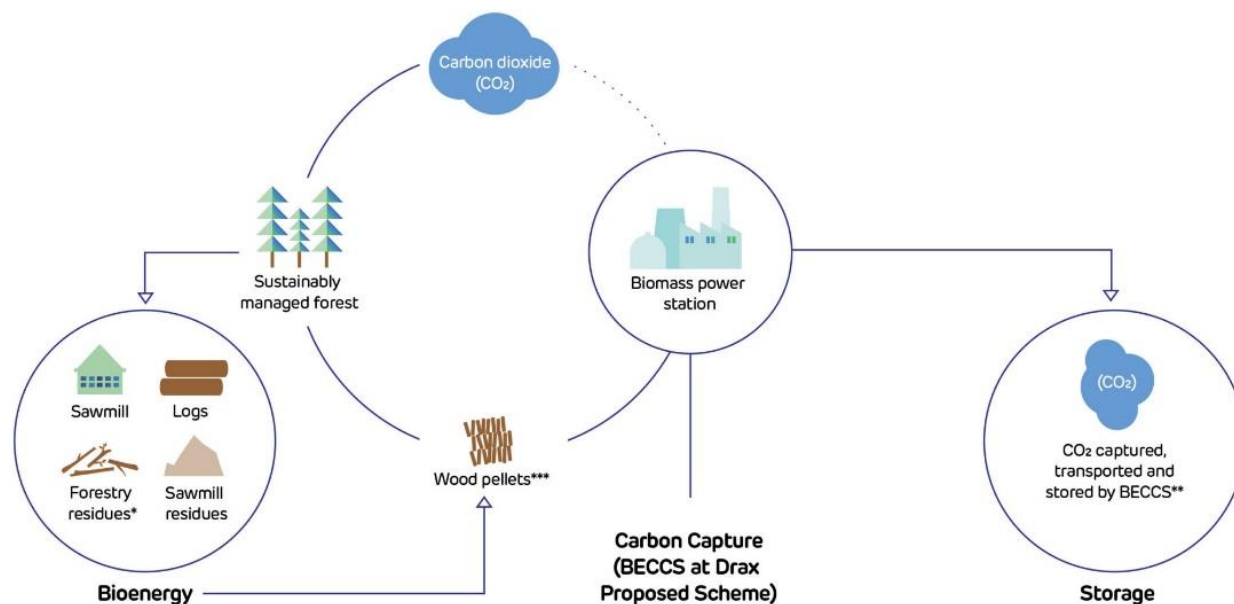 Carbon dioxide
(CO₂)
Sustainably
managed forest
Biomass power
station
Sawmill
Logs
Forestry
residues*
Sawmill
residues
Bioenergy
Wood pellets***
Carbon Capture
(BECCS at Drax
Proposed Scheme)
(CO₂)
CO₂ captured,
transported and
stored by BECCS**
Storage